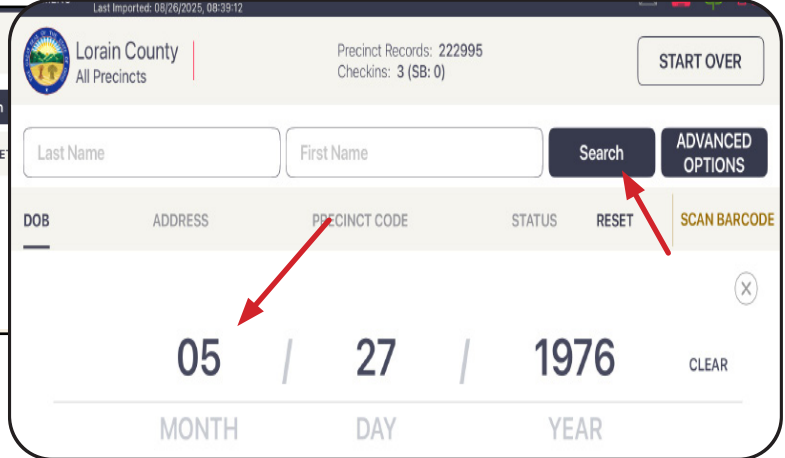 Last Imported: 08/26/2025, 08:39:12
Lorain County
All Precincts
Precinct Records: 222995
Checkins: 3 (SB: 0)
START OVER
Last Name
First Name
Search
ADVANCED
OPTIONS
DOB
ADDRESS
PRECINCT CODE
STATUS
RESET
SCAN BARCODE
05 / 27 / 1976
CLEAR
MONTH
DAY
YEAR